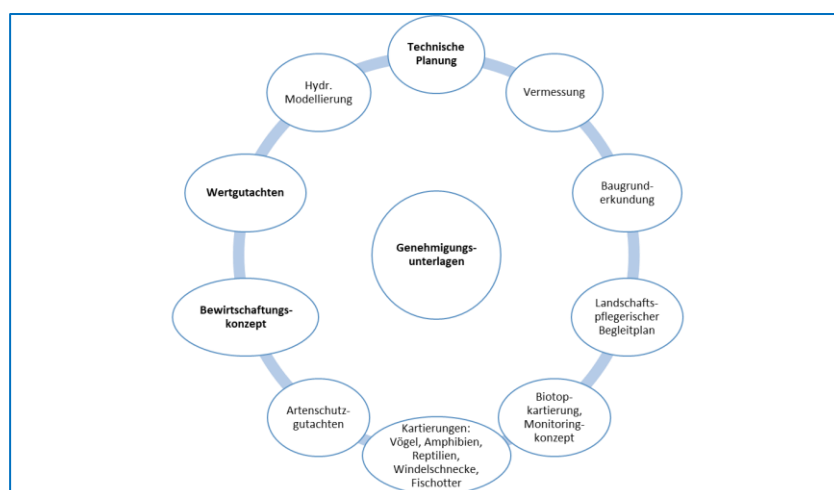 Technische
Planung
Vermessung
Baugrund-
erkundung
Landschafts-
pflegerischer
Begleitplan
Biotop-
kartierung,
Monitoring-
konzept
Kartierungen:
Vögel, Amphibien,
Reptilien,
Windelschnecke,
Fischotter
Artenschutz-
gutachten
Bewirtschaftungs-
konzept
Wertgutachten
Hydr.
Modellierung
Genehmigungs-
unterlagen